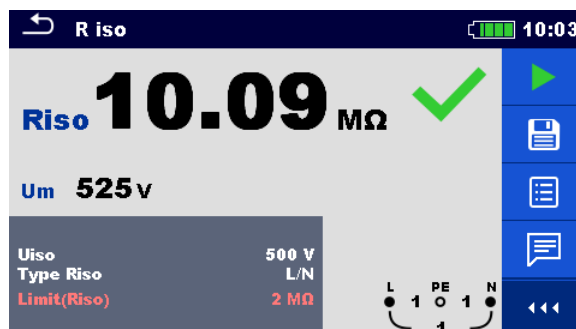 R iso 10:03
Riso 10.09 MΩ
Um 525 V
Uiso 500 V
Type Riso L/N
Limit(Riso) 2 MΩ
L PE N
1 1
1